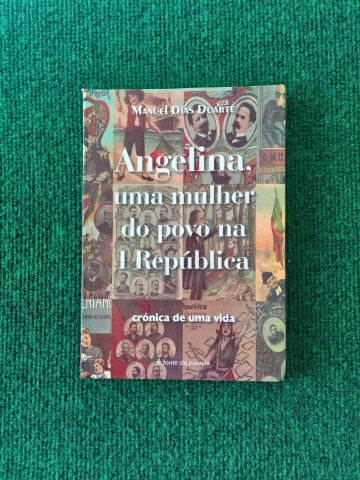 MANUEL DIAS DUARTE
Angelina,
uma mulher
do povo na
I República
crónica de uma vida
fonte da palavra